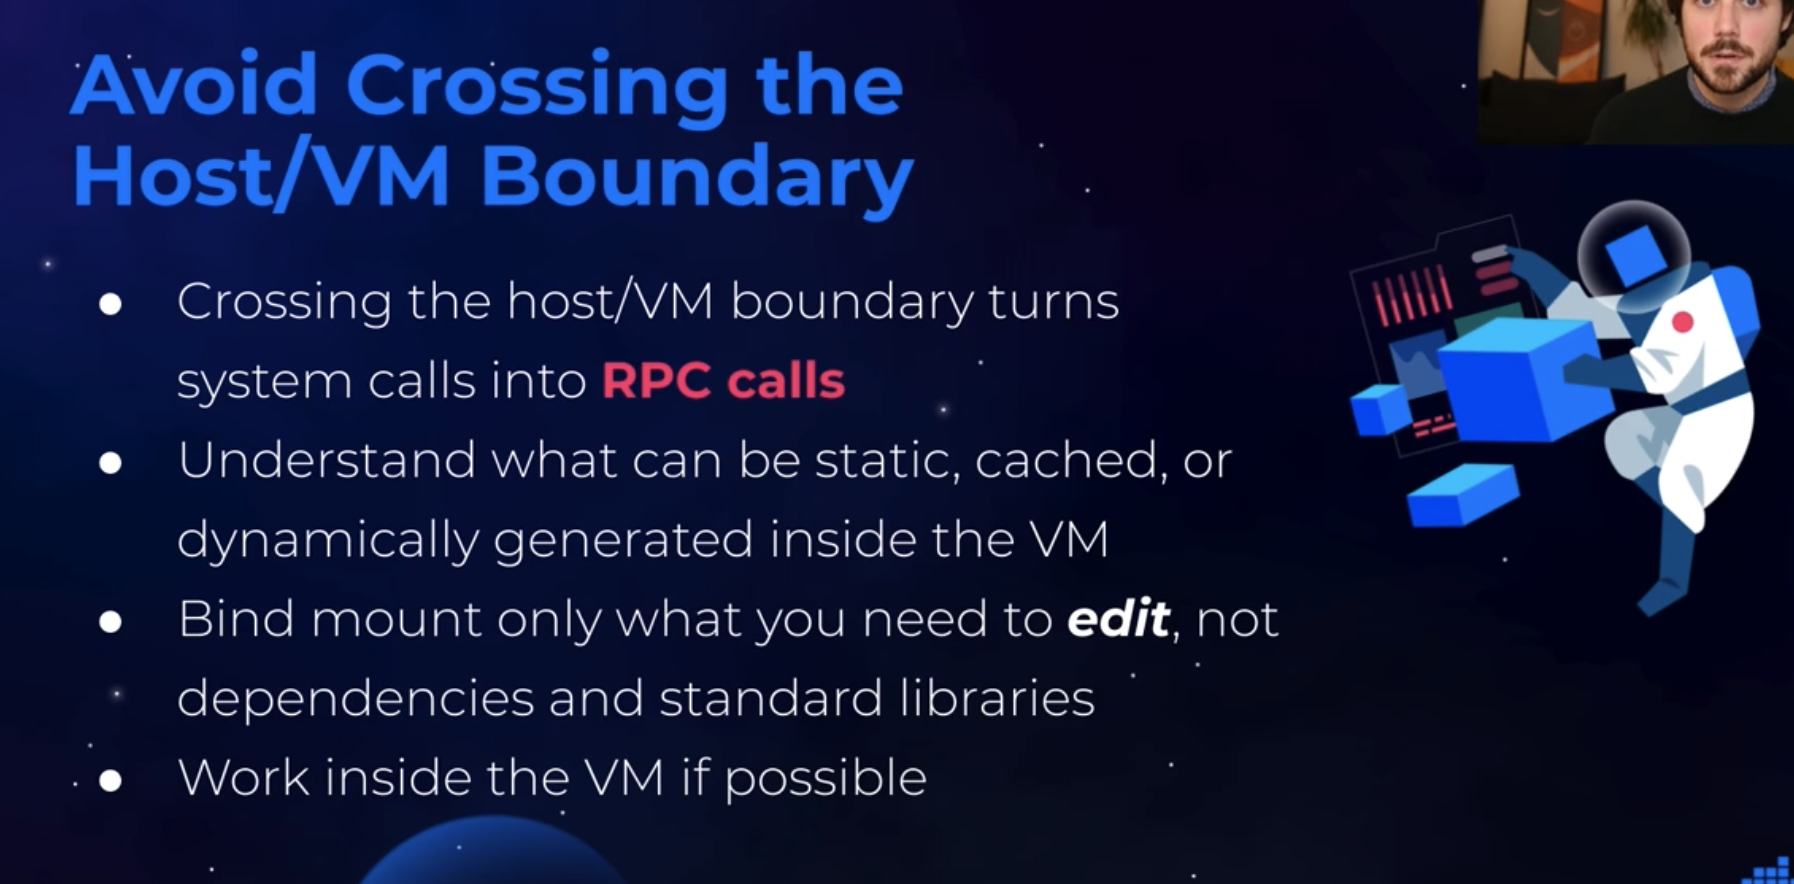 Avoid Crossing the
Host/VM Boundary
● Crossing the host/VM boundary turns
system calls into RPC calls
● Understand what can be static, cached, or
dynamically generated inside the VM
● Bind mount only what you need to edit, not
dependencies and standard libraries
● Work inside the VM if possible